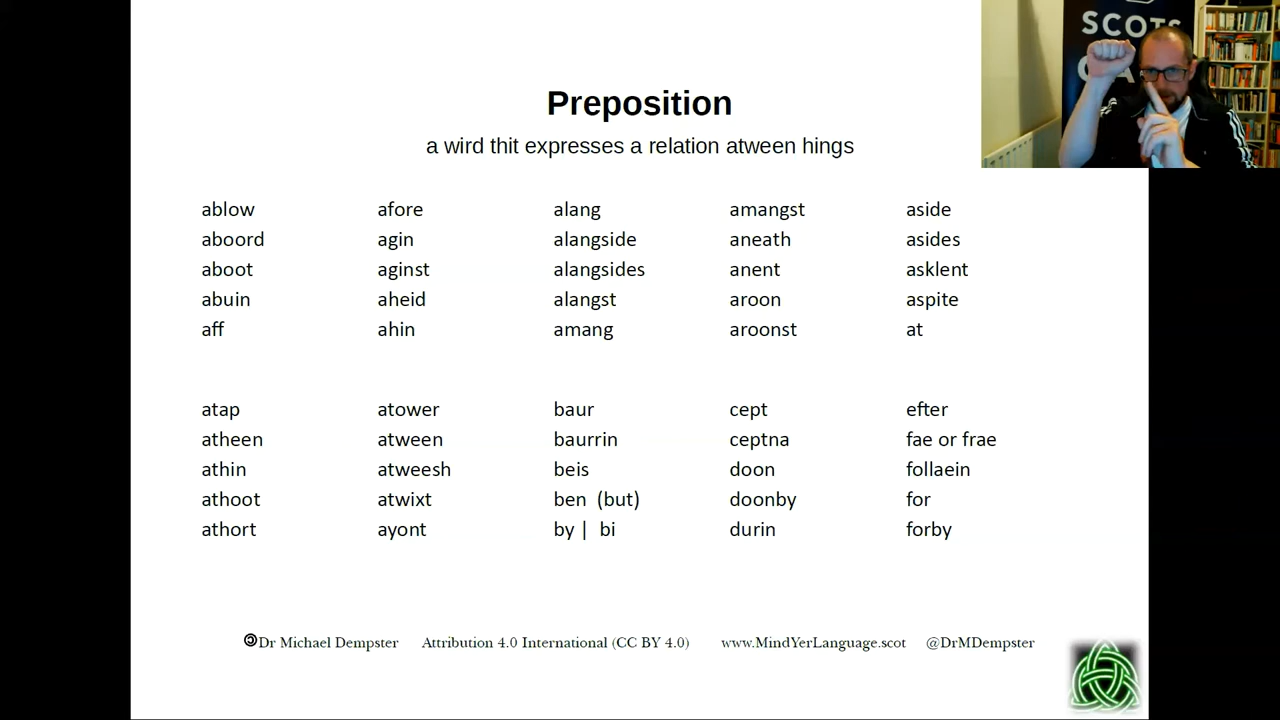 SCOTS
Preposition
a wird thit expresses a relation atween hings
ablow afore alang amangst aside
aboord agin alangside aneath asides
aboot aginst alangsides anent asklent
abuin aheid alangst aroon aspite
aff ahin amang aroonst at
atap atower baur cept efter
atheen atween baurrin ceptna fae or frae
athin atweesh beis doon follaein
athoot atwixt ben (but) doonby for
athort ayont by | bi durin forby
Dr Michael Dempster Attribution 4.0 International (CC BY 4.0) www.MindYerLanguage.scot @DrMDempster